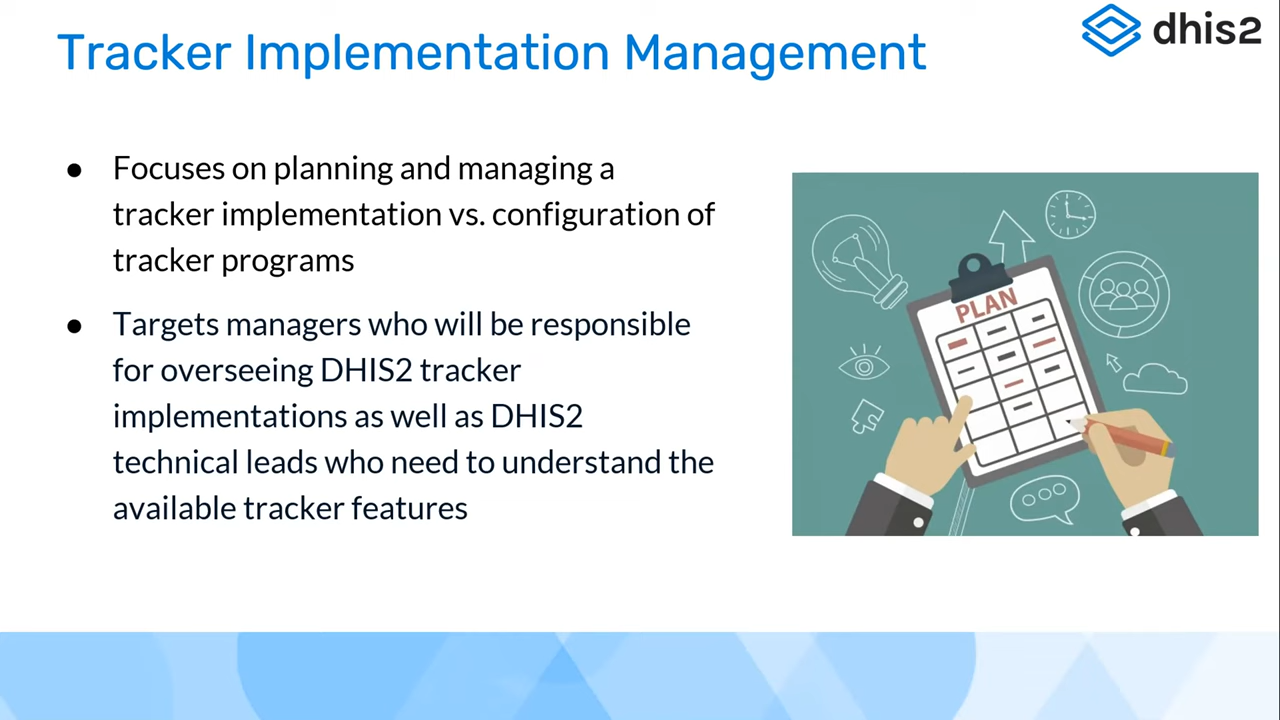 Tracker Implementation Management
dhis2
● Focuses on planning and managing a
tracker implementation vs. configuration of
tracker programs
● Targets managers who will be responsible
for overseeing DHIS2 tracker
implementations as well as DHIS2
technical leads who need to understand the
available tracker features
PLAN